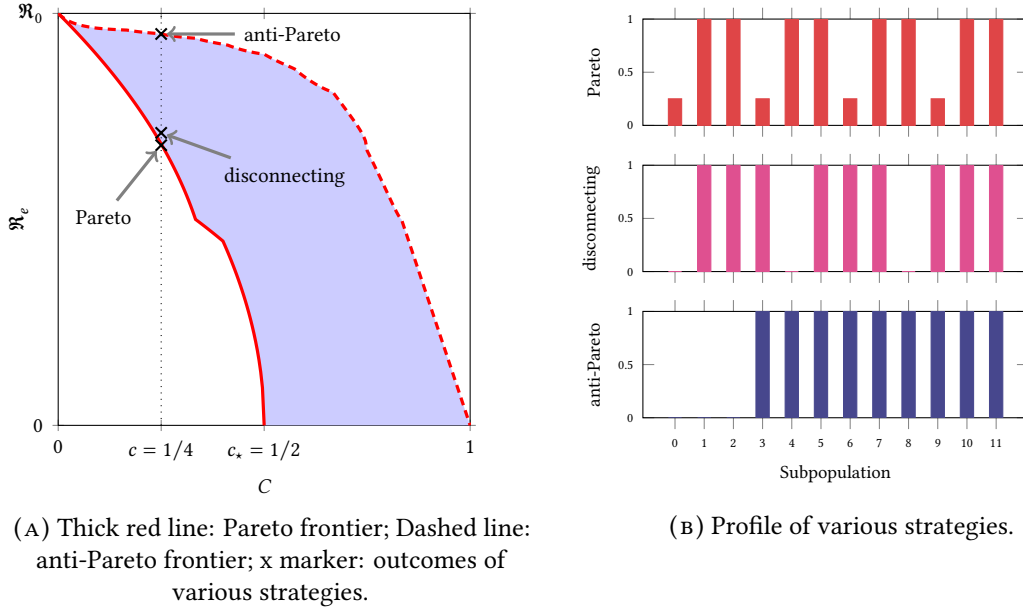 ℜ₀
anti-Pareto
disconnecting
Pareto
ℜₑ
0
0
c = 1/4
c⋆ = 1/2
1
C
(A) Thick red line: Pareto frontier; Dashed line:
anti-Pareto frontier; x marker: outcomes of
various strategies.
1
0.5
0
Pareto
1
0.5
0
disconnecting
1
0.5
0
anti-Pareto
0 1 2 3 4 5 6 7 8 9 10 11
Subpopulation
(B) Profile of various strategies.